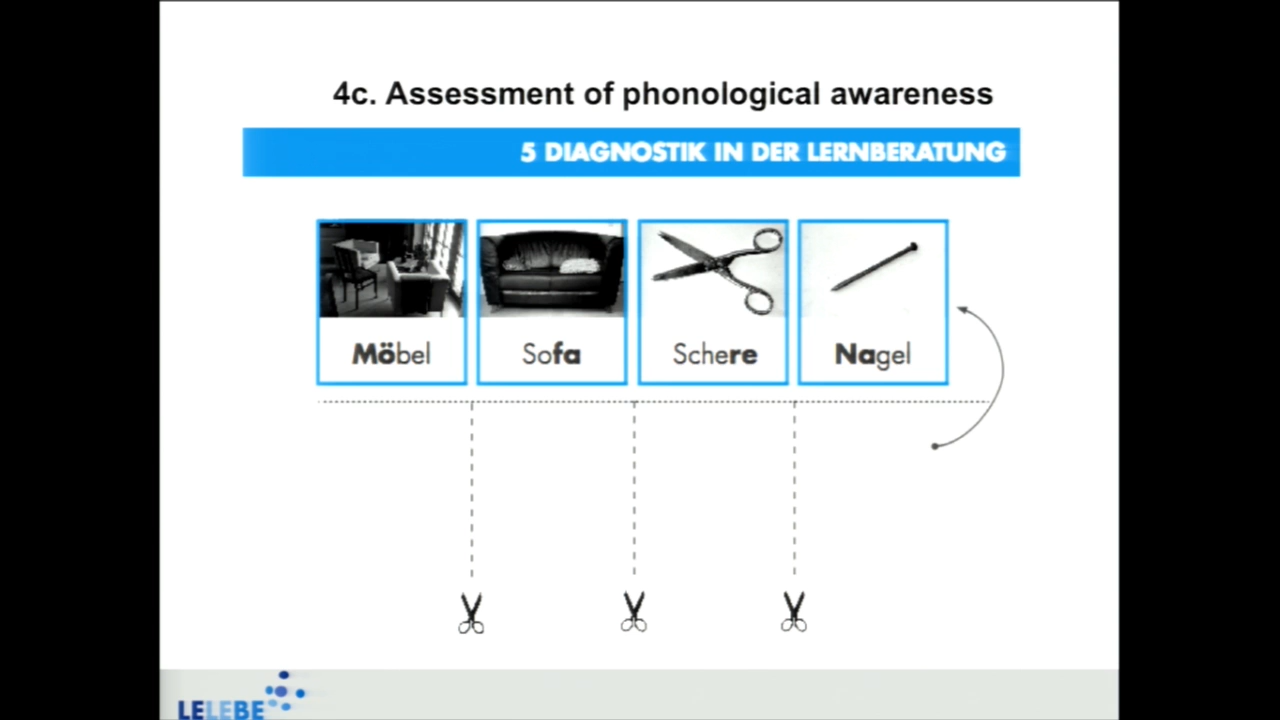 4c. Assessment of phonological awareness
5 DIAGNOSTIK IN DER LERNBERATUNG
Möbel Sofa Schere Nagel
LELEBE